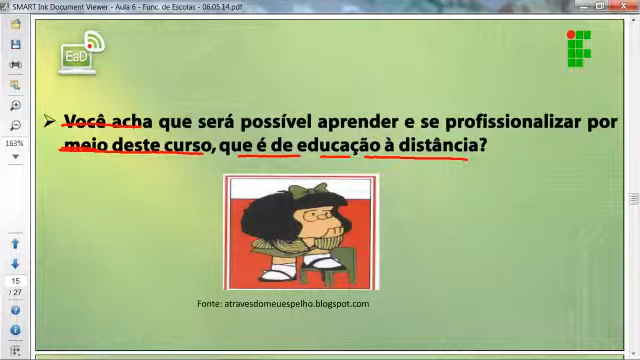 SMART Ink Document Viewer - Aula 6 - Func. de Escolas - 06.05.14.pdf
EaD
Você acha que será possível aprender e se profissionalizar por
meio deste curso, que é de educação à distância?
163%
15
/ 27
Fonte: atravesdomeuespelho.blogspot.com